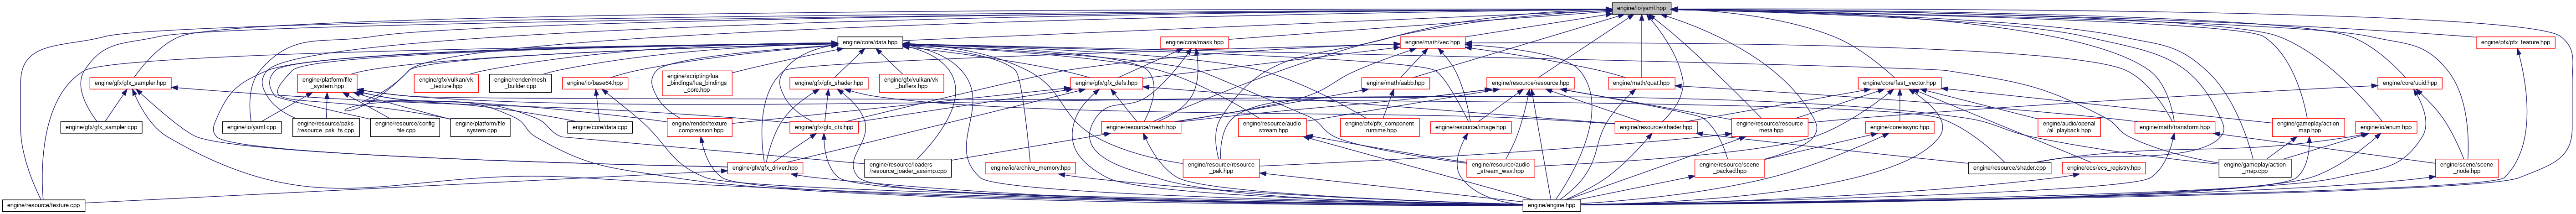 engine/io/yaml.hpp
engine/core/data.hpp
engine/core/mask.hpp
engine/math/vec.hpp
engine/pfx/pfx_feature.hpp
engine/gfx/gfx_sampler.hpp
engine/platform/file
_system.hpp
engine/gfx/vulkan/vk
_texture.hpp
engine/render/mesh
_builder.cpp
engine/io/base64.hpp
engine/scripting/lua
_bindings/lua_bindings
_core.hpp
engine/gfx/gfx_shader.hpp
engine/gfx/vulkan/vk
_buffers.hpp
engine/gfx/gfx_defs.hpp
engine/math/aabb.hpp
engine/resource/resource.hpp
engine/math/quat.hpp
engine/core/fast_vector.hpp
engine/core/uuid.hpp
engine/gfx/gfx_sampler.cpp
engine/io/yaml.cpp
engine/resource/paks
/resource_pak_fs.cpp
engine/resource/config
_file.cpp
engine/platform/file
_system.cpp
engine/core/data.cpp
engine/render/texture
_compression.hpp
engine/gfx/gfx_ctx.hpp
engine/resource/mesh.hpp
engine/resource/audio
_stream.hpp
engine/pfx/pfx_component
_runtime.hpp
engine/resource/image.hpp
engine/resource/shader.hpp
engine/resource/resource
_meta.hpp
engine/core/async.hpp
engine/audio/openal
/al_playback.hpp
engine/math/transform.hpp
engine/gameplay/action
_map.hpp
engine/io/enum.hpp
engine/gfx/gfx_driver.hpp
engine/resource/loaders
/resource_loader_assimp.cpp
engine/io/archive_memory.hpp
engine/resource/resource
_pak.hpp
engine/resource/audio
_stream_wav.hpp
engine/resource/scene
_packed.hpp
engine/resource/shader.cpp
engine/ecs/ecs_registry.hpp
engine/gameplay/action
_map.cpp
engine/scene/scene
_node.hpp
engine/resource/texture.cpp
engine/engine.hpp